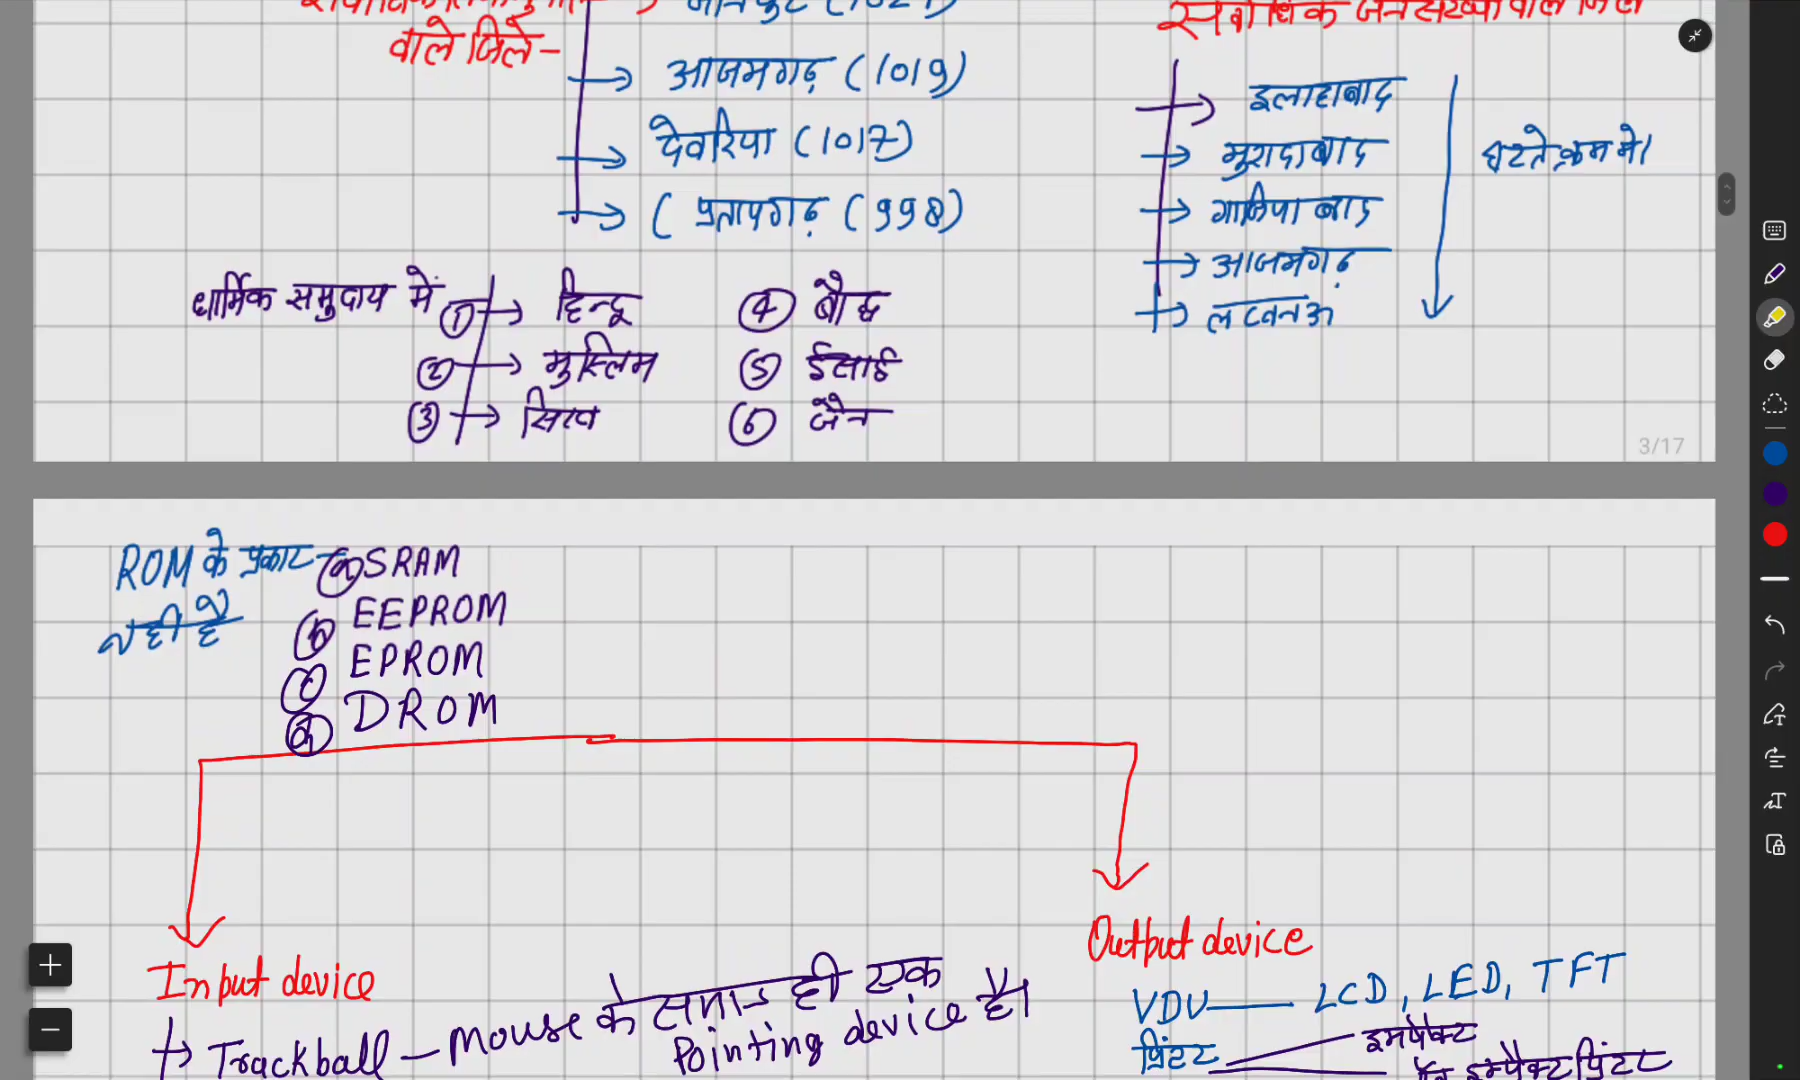 वाले जिले-
→ आजमगढ़ (1019)
→ देवरिया (1017)
→ ( प्रतापगढ़ (998)
सर्वाधिक जनसंख्या वाले जिले
→ इलाहाबाद
→ मुरादाबाद
→ गाजियाबाद
→ आजमगढ़
→ लखनऊ
घटते क्रम में।
धार्मिक समुदाय में
① → हिन्दू
② → मुस्लिम
③ → सिख
④ बौद्ध
⑤ ईसाई
⑥ जैन
3/17
ROM के प्रकार -
नहीं है
SRAM
ⓑ EEPROM
ⓒ EPROM
ⓓ DROM
Input device
→ Trackball – mouse के समान ही एक
Pointing device है।
Output device
VDU — LCD, LED, TFT
प्रिंटर
इम्पेक्ट
इम्पैक्ट प्रिंटर